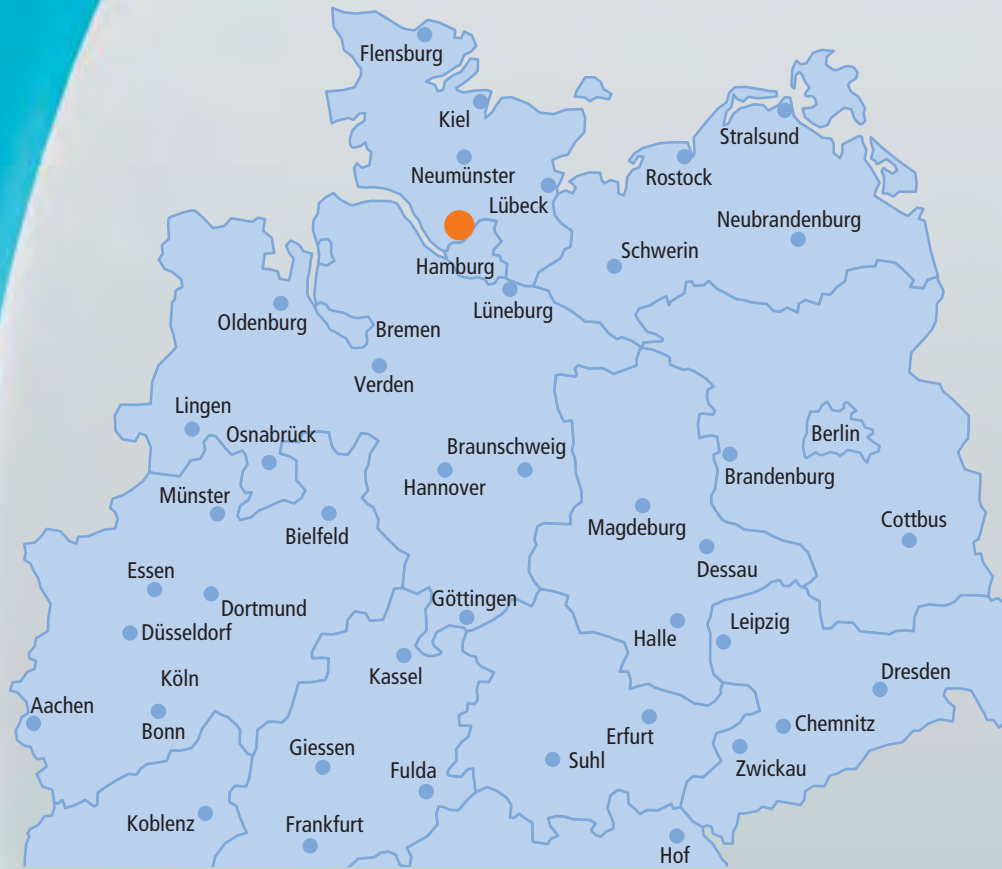 Flensburg
Kiel
Stralsund
Neumünster
Rostock
Lübeck
Neubrandenburg
Schwerin
Hamburg
Lüneburg
Oldenburg
Bremen
Verden
Lingen
Osnabrück
Berlin
Braunschweig
Brandenburg
Hannover
Münster
Magdeburg
Cottbus
Bielfeld
Essen
Dessau
Göttingen
Dortmund
Leipzig
Düsseldorf
Halle
Dresden
Kassel
Köln
Aachen
Chemnitz
Bonn
Erfurt
Giessen
Suhl
Zwickau
Fulda
Koblenz
Frankfurt
Hof